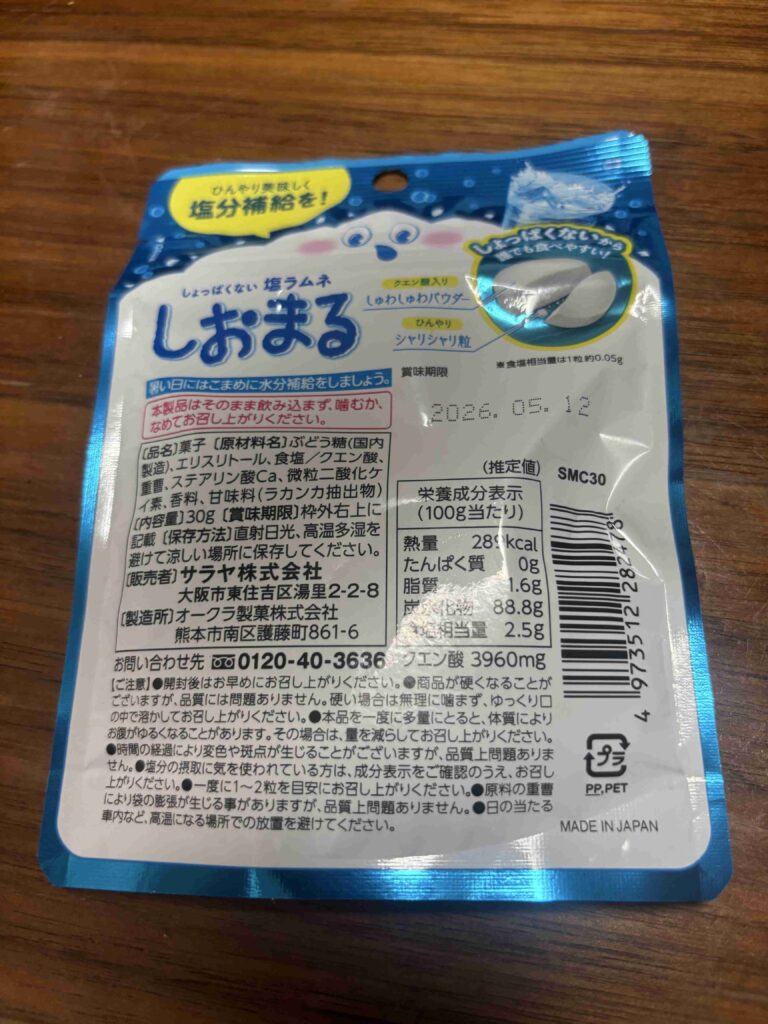 ひんやり美味しく
塩分補給を!
しょっぱくないから
誰でも食べやすい!
しょっぱくない 塩ラムネ
しおまる
クエン酸入り
しゅわしゅわパウダー
ひんやり
シャリシャリ粒
※食塩相当量は1粒約0.05g
暑い日にはこまめに水分補給をしましょう。
本製品はそのまま飲み込まず、噛むか、
なめてお召し上がりください。
賞味期限
2026.05.12
〔品名〕菓子〔原材料名〕ぶどう糖(国内
製造)、エリスリトール、食塩/クエン酸、
重曹、ステアリン酸Ca、微粒二酸化ケ
イ素、香料、甘味料(ラカンカ抽出物)
〔内容量〕30g〔賞味期限〕枠外右上に
記載〔保存方法〕直射日光、高温多湿を
避けて涼しい場所に保存してください。
〔販売者〕サラヤ株式会社
大阪市東住吉区湯里2-2-8
〔製造所〕オークラ製菓株式会社
熊本市南区護藤町861-6
お問い合わせ先 0120-40-3636
(推定値)
SMC30
栄養成分表示
(100g当たり)
熱量 289kcal
たんぱく質 0g
脂質 1.6g
炭水化物 88.8g
食塩相当量 2.5g
クエン酸 3960mg
4 973512 282478
【ご注意】●開封後はお早めにお召し上がりください。●商品が硬くなることが
ございますが、品質には問題ありません。硬い場合は無理に噛まず、ゆっくり口
の中で溶かしてお召し上がりください。●本品を一度に多量にとると、体質により
お腹がゆるくなることがあります。その場合は、量を減らしてお召し上がりください。
●時間の経過により変色や斑点が生じることがございますが、品質上問題ありま
せん。●塩分の摂取に気を使われている方は、成分表示をご確認のうえ、お召し
上がりください。●一度に1〜2粒を目安にお召し上がりください。●原料の重曹
により袋の膨張が生じる事がありますが、品質上問題ありません。●日の当たる
車内など、高温になる場所での放置を避けてください。
プラ
PP,PET
MADE IN JAPAN